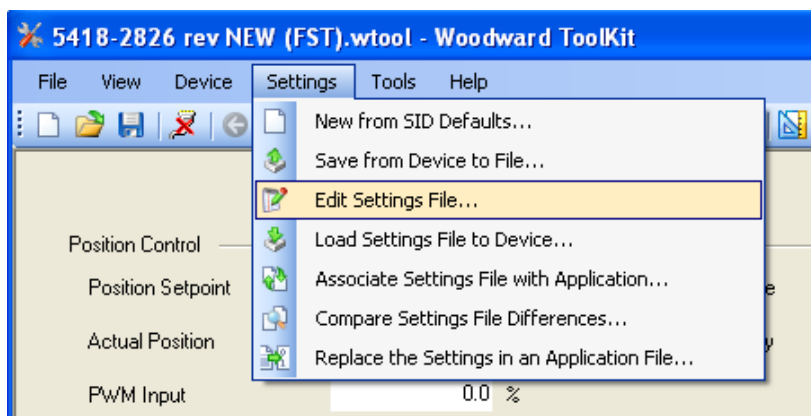 5418-2826 rev NEW (FST).wtool - Woodward ToolKit
File View Device Settings Tools Help
New from SID Defaults...
Save from Device to File...
Edit Settings File...
Position Control
Load Settings File to Device...
Position Setpoint
Associate Settings File with Application...
e
Compare Settings File Differences...
Actual Position
y
Replace the Settings in an Application File...
PWM Input 0.0 %